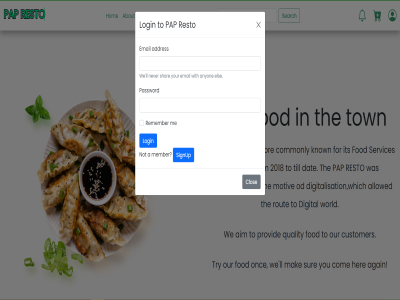 PAP RESTO
Home
Abou
Search
Login to PAP Resto
X
Email address
We'll never share your email with anyone else.
Password
Remember me
Login
Not a member? SignUp
Close
od in the town
ore commonly known for its Food Services
m 2018 to till date. The PAP RESTO was
he motive od digitalisation,which allowed
the route to Digital world.
We aim to provide quality food to our customers.
Try our food once, we'll make sure you come here again!